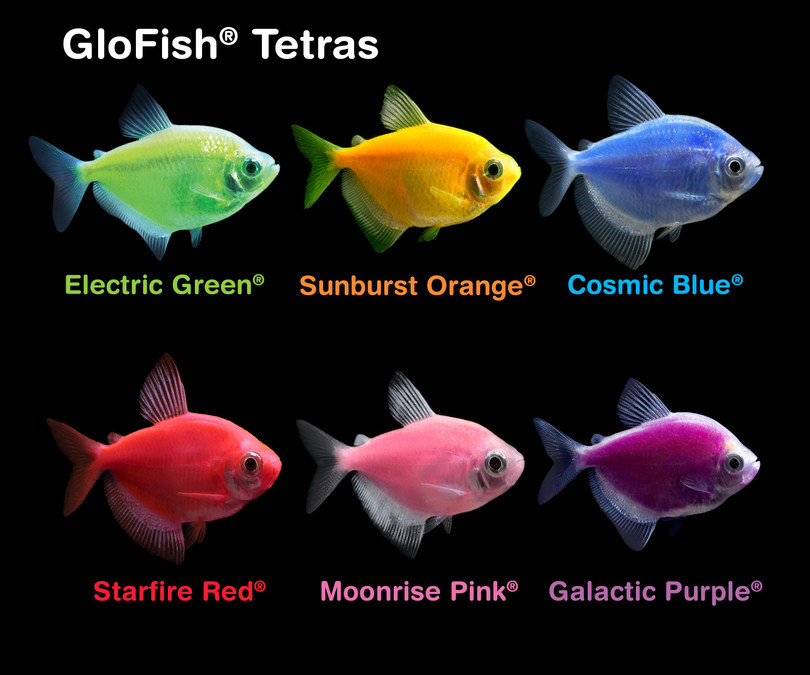 GloFish® Tetras
Electric Green®
Sunburst Orange®
Cosmic Blue®
Starfire Red®
Moonrise Pink®
Galactic Purple®